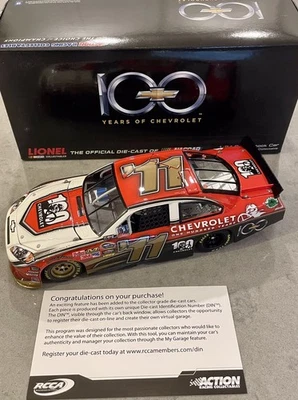 100
YEARS OF CHEVROLET
LIONEL
THE OFFICIAL DIE-CAST OF
11
100
CHEVROLET
100
11
100
Congratulations on your purchase!
An exciting feature has been added to the collector grade die-cast cars.
Each piece is produced with its own unique Die-cast Identification Number (DIN™).
The DIN™, visible through the car's back window, allows collectors the opportunity
to register their die-cast on-line and create their own virtual garage.
This program was designed for the most passionate collectors who would like to
enhance the value of their collection. With this tool, you can maintain your car's
authenticity and manager your collection through the My Garage feature.
Register your die-cast today at www.rccamembers.com/din
RCCA
ACTION
RACING COLLECTABLES